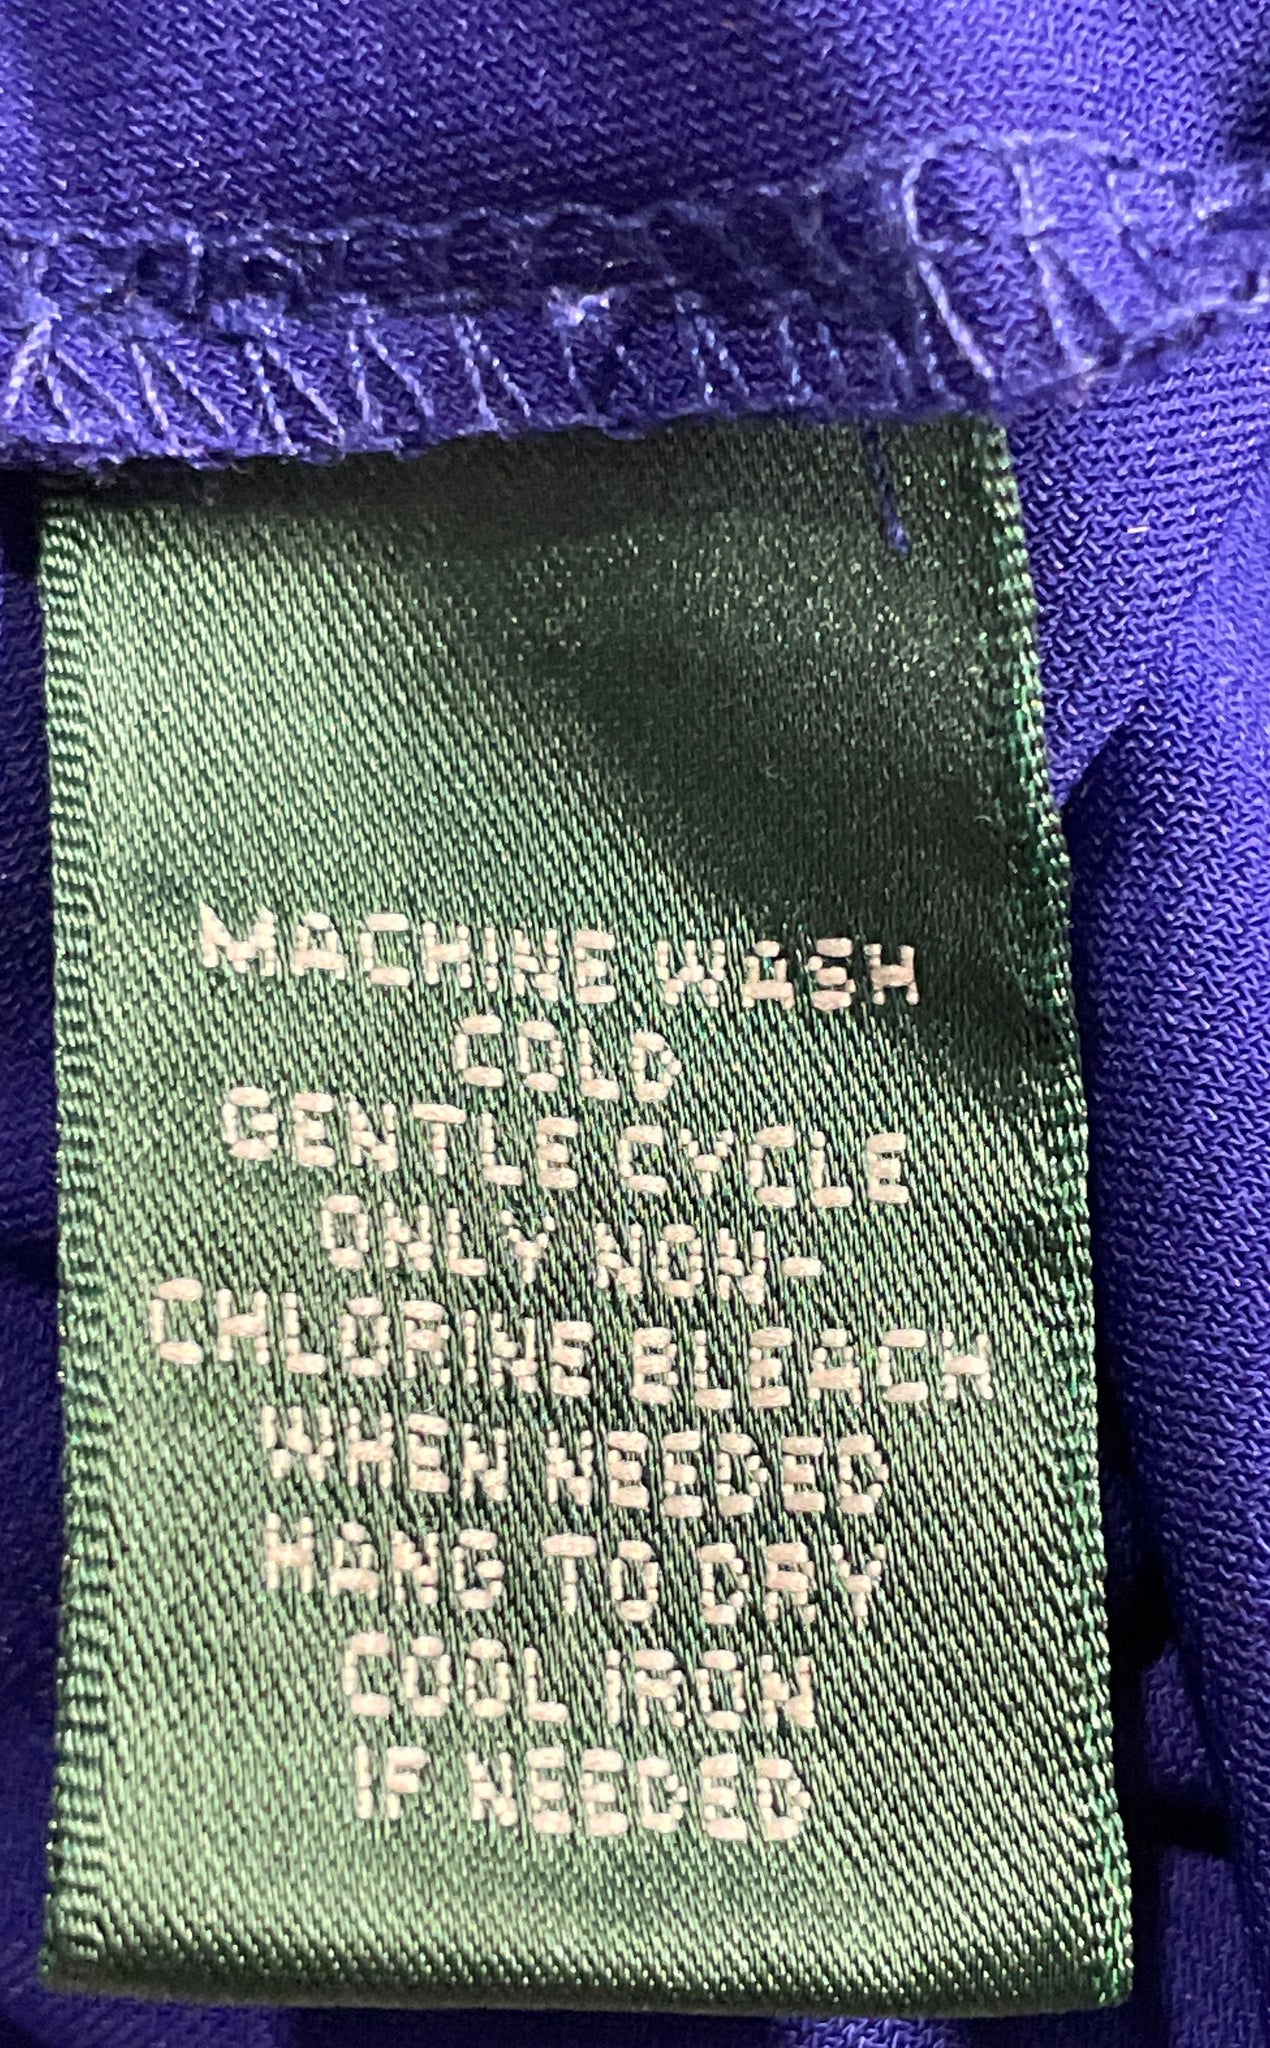 MACHINE WASH
COLD
GENTLE CYCLE
ONLY NON-
CHLORINE BLEACH
WHEN NEEDED
HANG TO DRY
COOL IRON
IF NEEDED